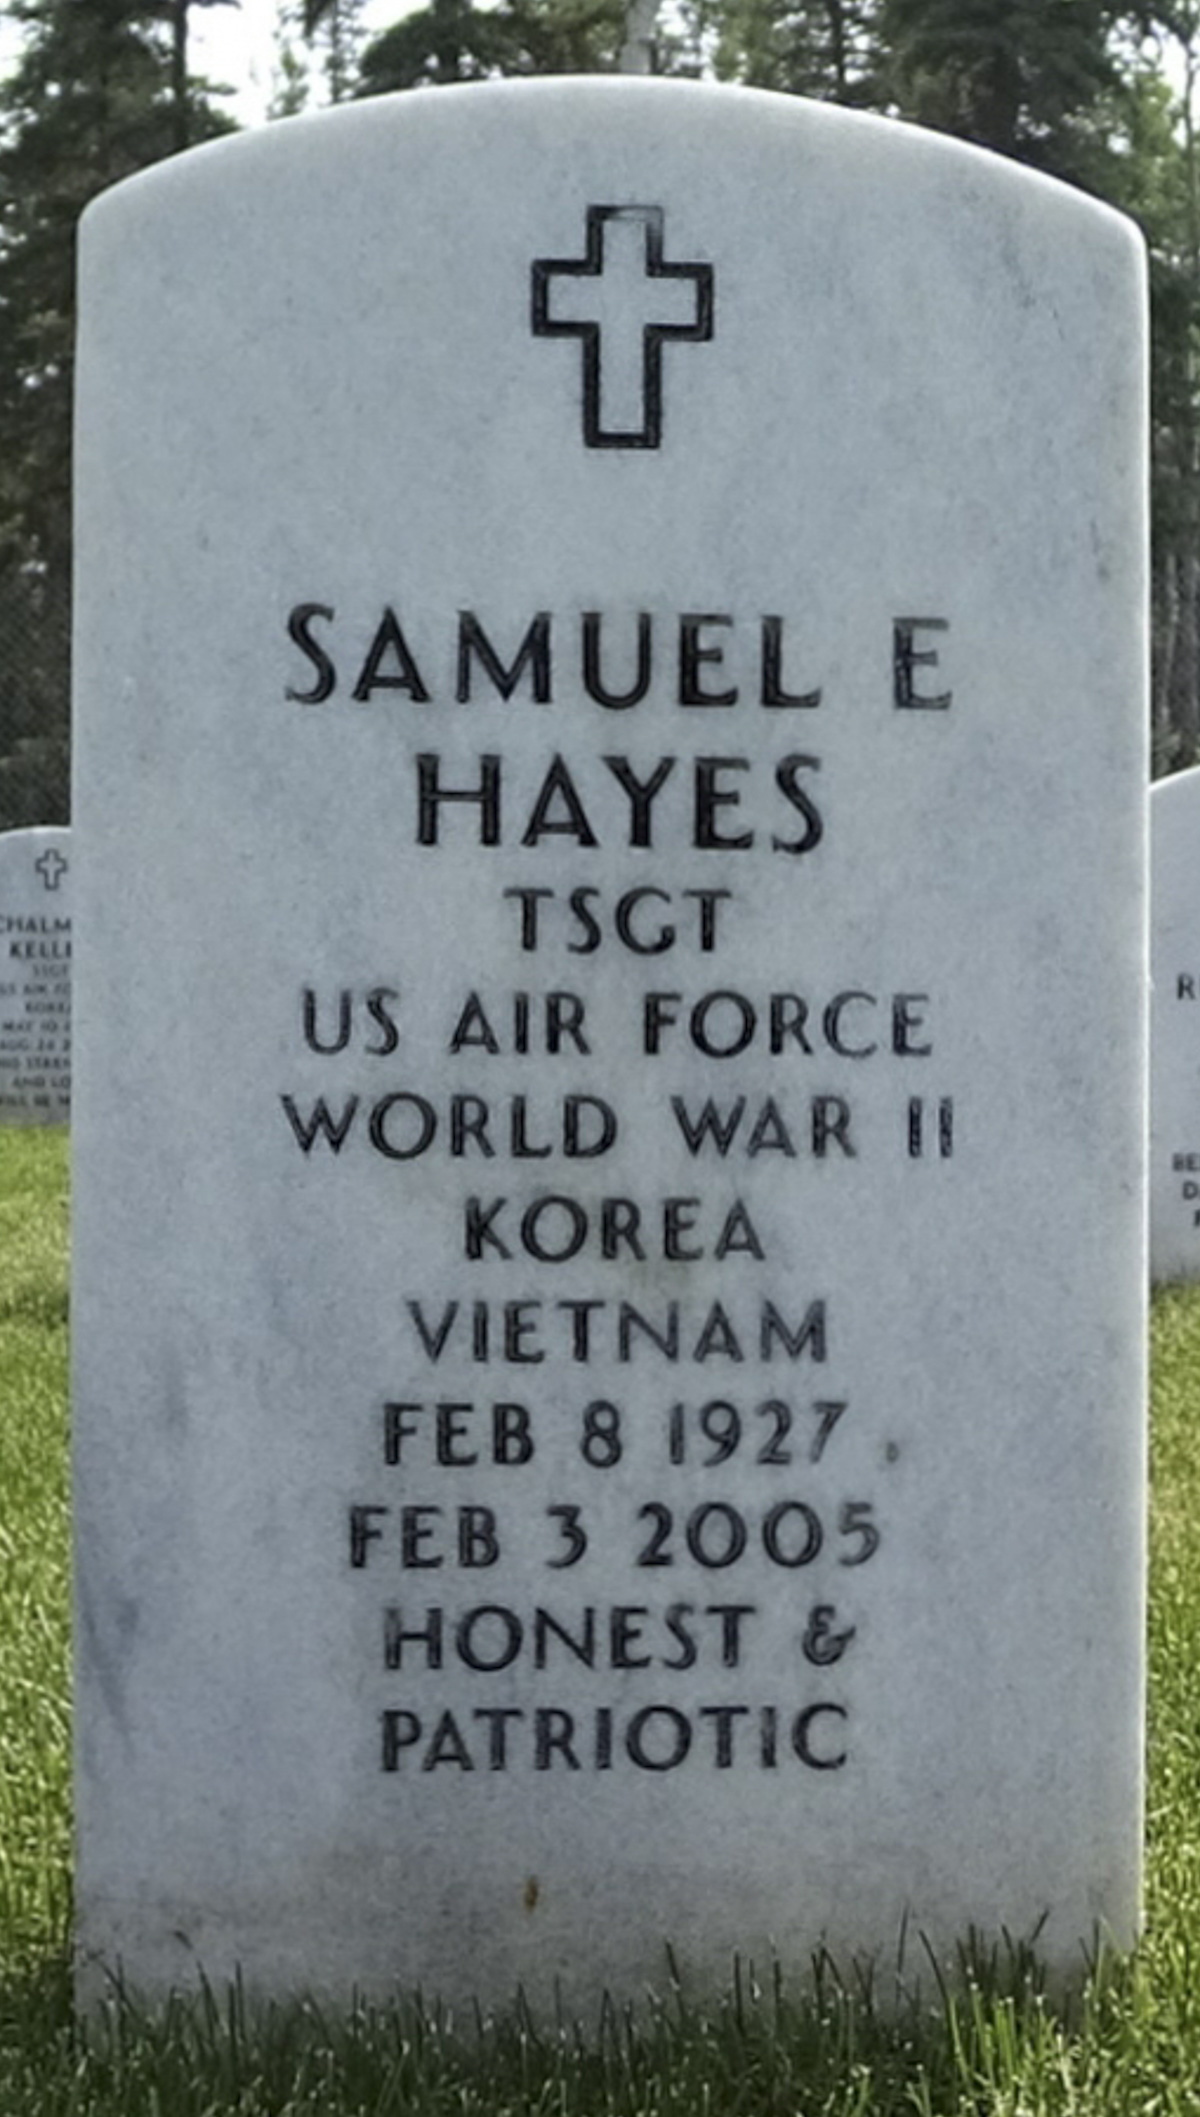 SAMUEL E
HAYES
TSGT
US AIR FORCE
WORLD WAR II
KOREA
VIETNAM
FEB 8 1927
FEB 3 2005
HONEST &
PATRIOTIC